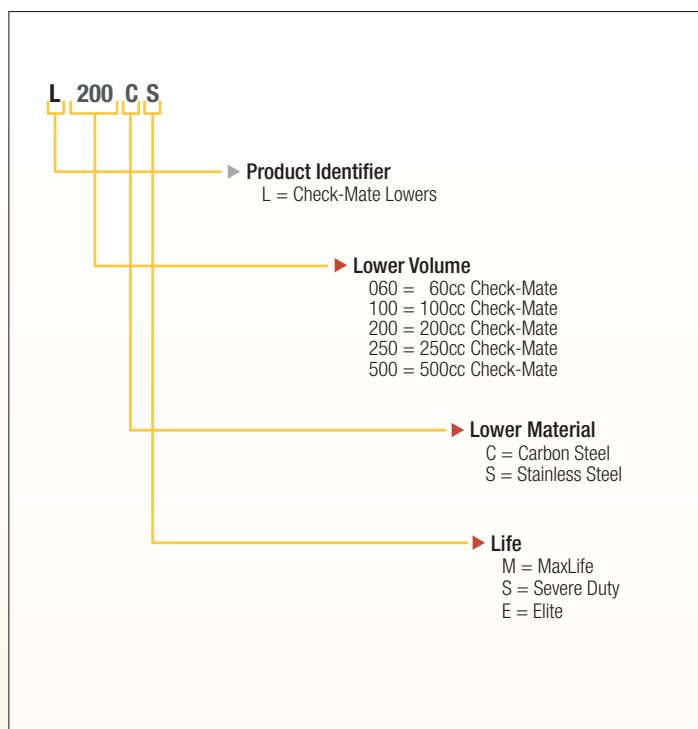 L 200 C S
Product Identifier
L = Check-Mate Lowers
Lower Volume
060 = 60cc Check-Mate
100 = 100cc Check-Mate
200 = 200cc Check-Mate
250 = 250cc Check-Mate
500 = 500cc Check-Mate
Lower Material
C = Carbon Steel
S = Stainless Steel
Life
M = MaxLife
S = Severe Duty
E = Elite